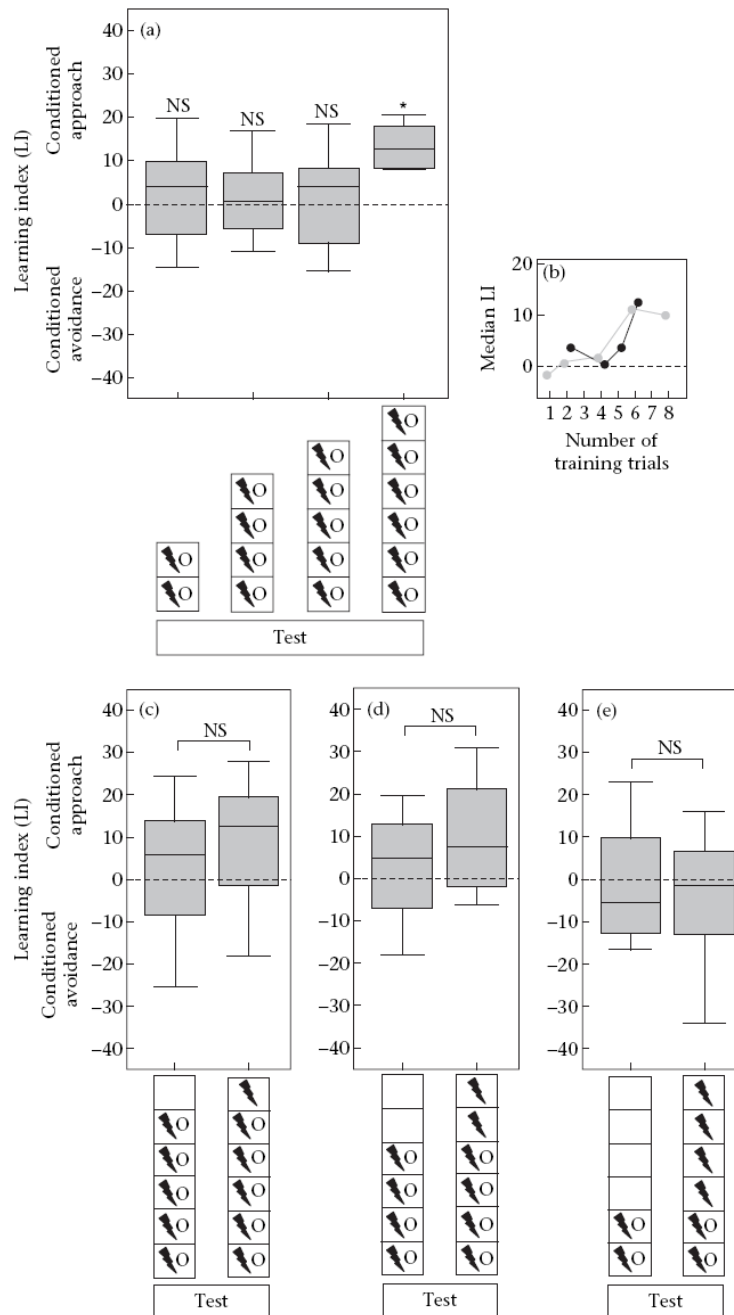 (a)
40
30
20
10
0
−10
−20
−30
−40
Learning index (LI)
Conditioned approach
Conditioned avoidance
NS
NS
NS
*
(b)
20
10
0
Median LI
1 2 3 4 5 6 7 8
Number of
training trials
O
O O
O O O
O O O O
O O O O
Test
(c)
40
30
20
10
0
−10
−20
−30
−40
Learning index (LI)
Conditioned approach
Conditioned avoidance
NS
(d)
40
30
20
10
0
−10
−20
−30
−40
NS
(e)
40
30
20
10
0
−10
−20
−30
−40
NS
O O
O O O O
O O O O
O O O O O O
O O O O O O
Test
Test
Test